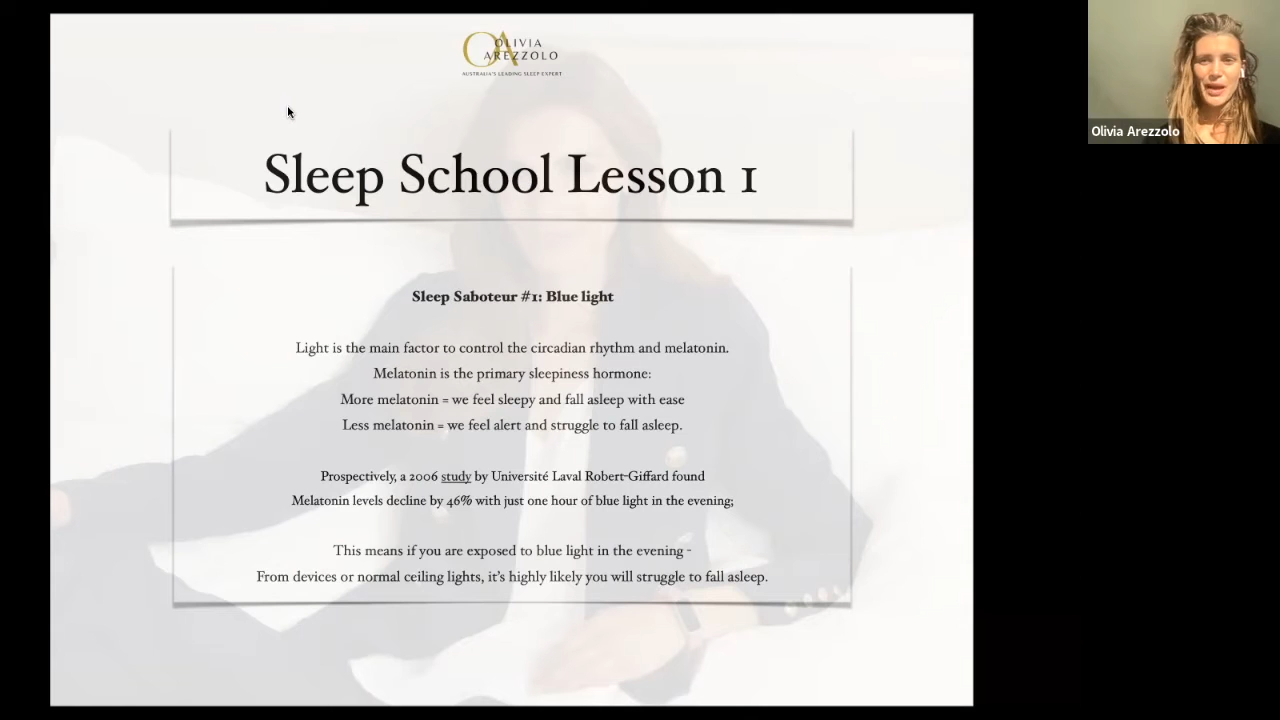 OLIVIA
AREZZOLO
AUSTRALIA'S LEADING SLEEP EXPERT
Sleep School Lesson 1
Sleep Saboteur #1: Blue light
Light is the main factor to control the circadian rhythm and melatonin.
Melatonin is the primary sleepiness hormone:
More melatonin = we feel sleepy and fall asleep with ease
Less melatonin = we feel alert and struggle to fall asleep.
Prospectively, a 2006 study by Université Laval Robert-Giffard found
Melatonin levels decline by 46% with just one hour of blue light in the evening;
This means if you are exposed to blue light in the evening -
From devices or normal ceiling lights, it's highly likely you will struggle to fall asleep.
Olivia Arezzolo